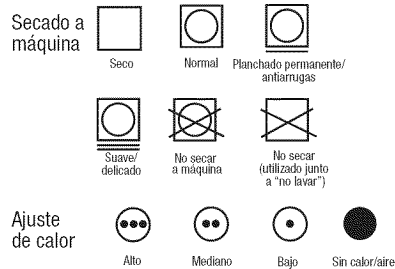 Secado a
máquina
Seco
Normal
Planchado permanente/
antiarrugas
Suave/
delicado
No secar
a máquina
No secar
(utilizado junto
a “no lavar”)
Ajuste
de calor
Alto
Mediano
Bajo
Sin calor/aire